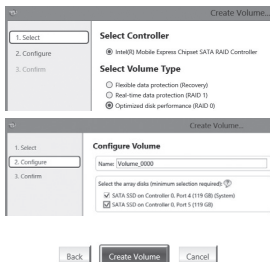 Create Volume...
1. Select
2. Configure
3. Confirm
Select Controller
Intel(R) Mobile Express Chipset SATA RAID Controller
Select Volume Type
Flexible data protection (Recovery)
Real-time data protection (RAID 1)
Optimized disk performance (RAID 0)
Create Volume...
1. Select
2. Configure
3. Confirm
Configure Volume
Name: Volume_0000
Select the array disks (minimum selection required):
SATA SSD on Controller 0, Port 4 (119 GB) (System)
SATA SSD on Controller 0, Port 5 (119 GB)
Back
Create Volume
Cancel